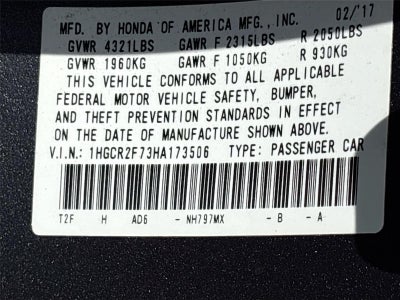 MFD. BY HONDA OF AMERICA MFG., INC. 02/'17
GVWR 4321LBS GAWR F 2315LBS R 2050LBS
GVWR 1960KG GAWR F 1050KG R 930KG
THIS VEHICLE CONFORMS TO ALL APPLICABLE
FEDERAL MOTOR VEHICLE SAFETY, BUMPER,
AND THEFT PREVENTION STANDARDS IN EFFECT
ON THE DATE OF MANUFACTURE SHOWN ABOVE.
V.I.N.: 1HGCR2F73HA173506 TYPE: PASSENGER CAR
T2F H AD6 - NH797MX - B - A